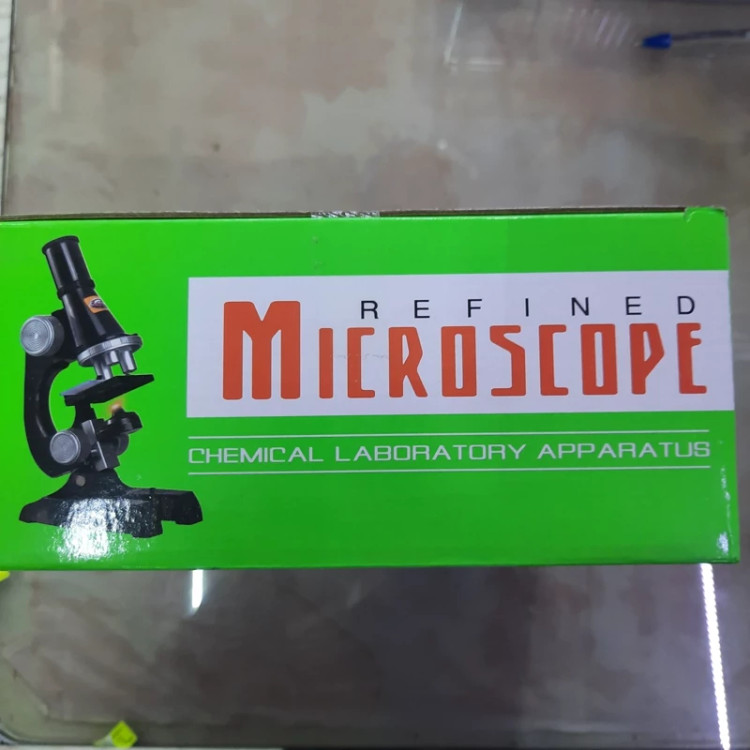 REFINED
MICROSCOPE
CHEMICAL LABORATORY APPARATUS